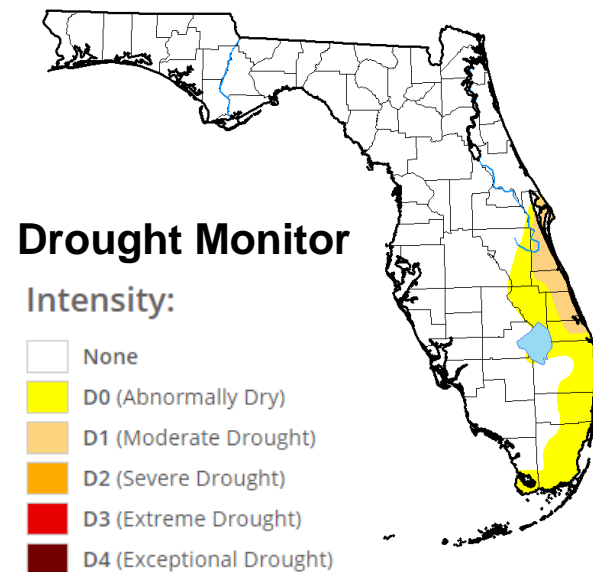 Drought Monitor
Intensity:
None
D0 (Abnormally Dry)
D1 (Moderate Drought)
D2 (Severe Drought)
D3 (Extreme Drought)
D4 (Exceptional Drought)